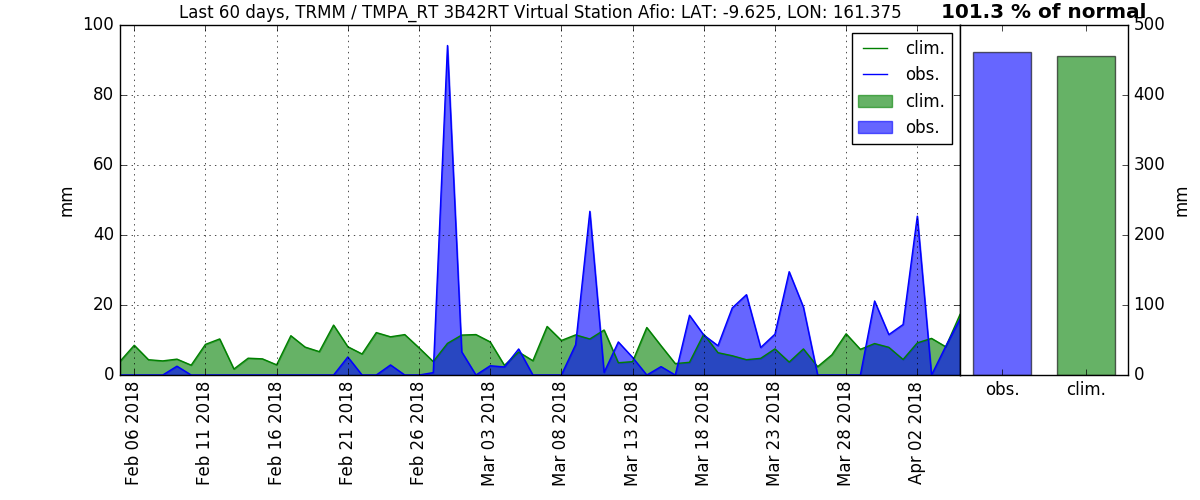 Last 60 days, TRMM / TMPA_RT 3B42RT Virtual Station Afio: LAT: -9.625, LON: 161.375
101.3 % of normal
100
80
60
40
20
0
mm
clim.
obs.
clim.
obs.
500
400
300
200
100
0
mm
obs.
clim.
Feb 06 2018
Feb 11 2018
Feb 16 2018
Feb 21 2018
Feb 26 2018
Mar 03 2018
Mar 08 2018
Mar 13 2018
Mar 18 2018
Mar 23 2018
Mar 28 2018
Apr 02 2018